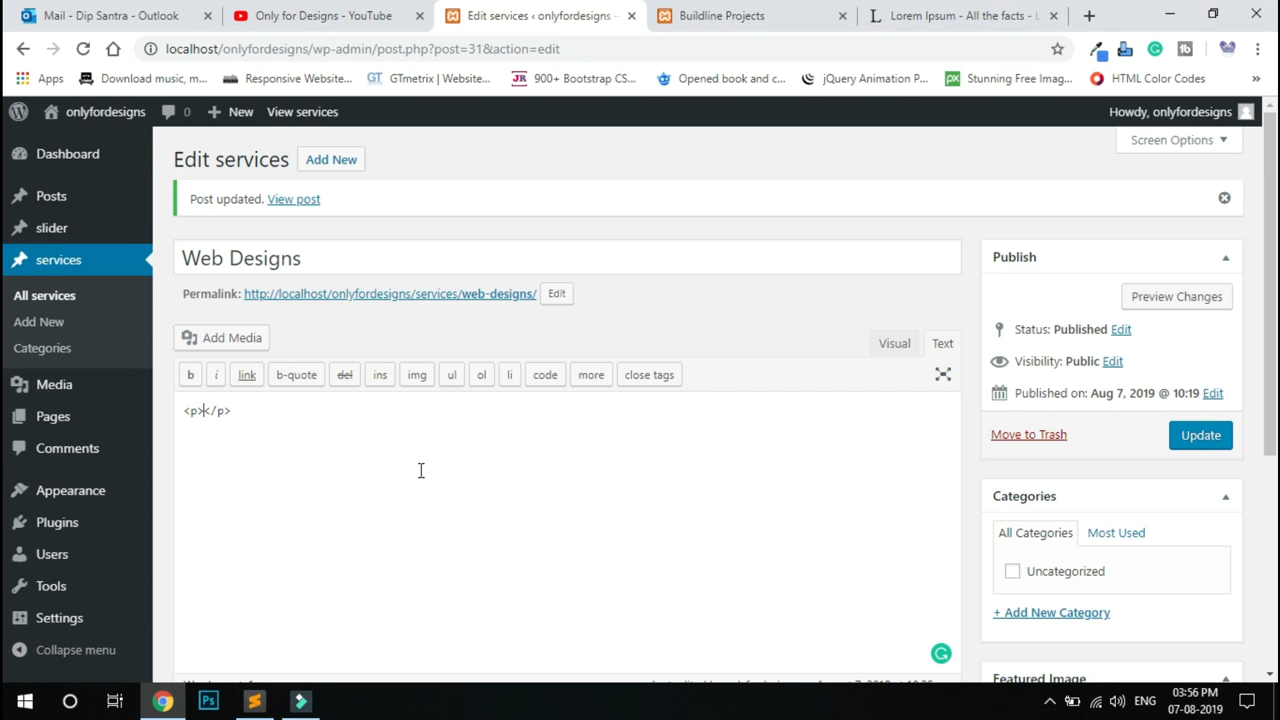 Mail - Dip Santra - Outlook
Only for Designs - YouTube
Edit services ‹ onlyfordesigns -
Buildline Projects
Lorem Ipsum - All the facts - L
localhost/onlyfordesigns/wp-admin/post.php?post=31&action=edit
Apps
Download music, m...
Responsive Website...
GT
GTmetrix | Website...
JR
900+ Bootstrap CS...
Opened book and c...
jQuery Animation P...
px
Stunning Free Imag...
HTML Color Codes
»
onlyfordesigns
0
New
View services
Howdy, onlyfordesigns
Screen Options
Dashboard
Posts
slider
services
All services
Add New
Categories
Media
Pages
Comments
Appearance
Plugins
Users
Tools
Settings
Collapse menu
Edit services
Add New
Post updated. View post
Web Designs
Permalink: http://localhost/onlyfordesigns/services/web-designs/
Edit
Add Media
Visual
Text
b
i
link
b-quote
del
ins
img
ul
ol
li
code
more
close tags
<p></p>
Publish
Preview Changes
Status: Published Edit
Visibility: Public Edit
Published on: Aug 7, 2019 @ 10:19 Edit
Move to Trash
Update
Categories
All Categories
Most Used
Uncategorized
+ Add New Category
Featured Image
Ps
ENG
03:56 PM
07-08-2019